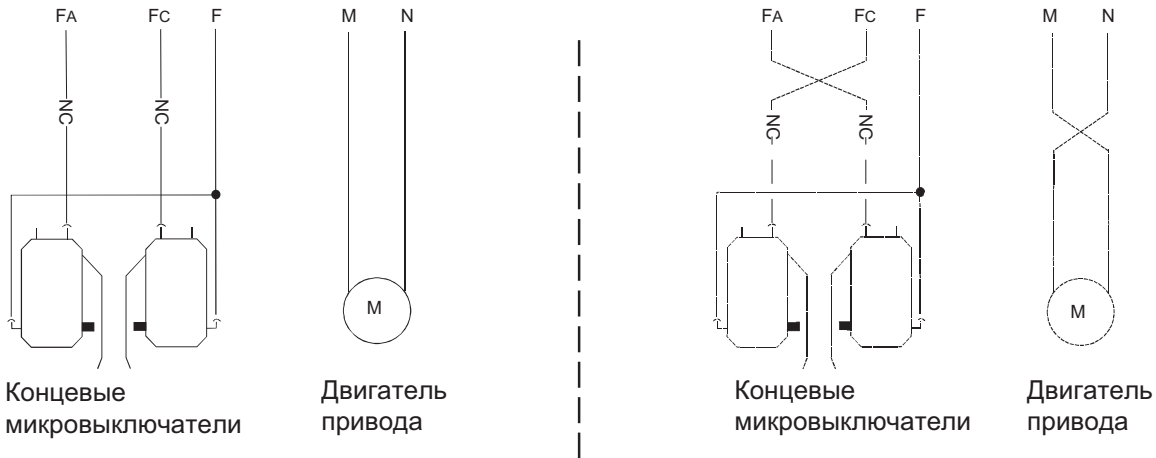 FA FC F M N
NC NC
M
Концевые
микровыключатели
Двигатель
привода
FA FC F M N
NC NC
M
Концевые
микровыключатели
Двигатель
привода